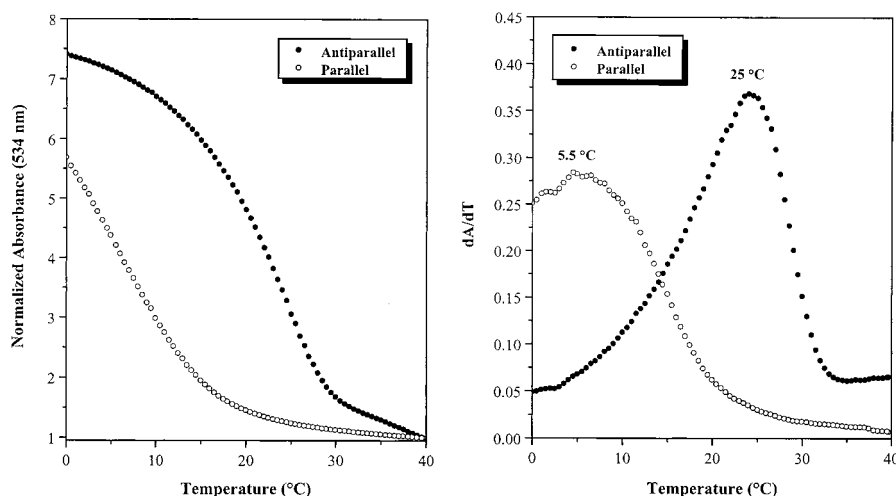 Normalized Absorbance (534 nm)
8
7
6
5
4
3
2
1
0
10
20
30
40
Temperature (°C)
Antiparallel
Parallel
dA/dT
0.45
0.40
0.35
0.30
0.25
0.20
0.15
0.10
0.05
0.00
0
10
20
30
40
Temperature (°C)
Antiparallel
Parallel
25 °C
5.5 °C